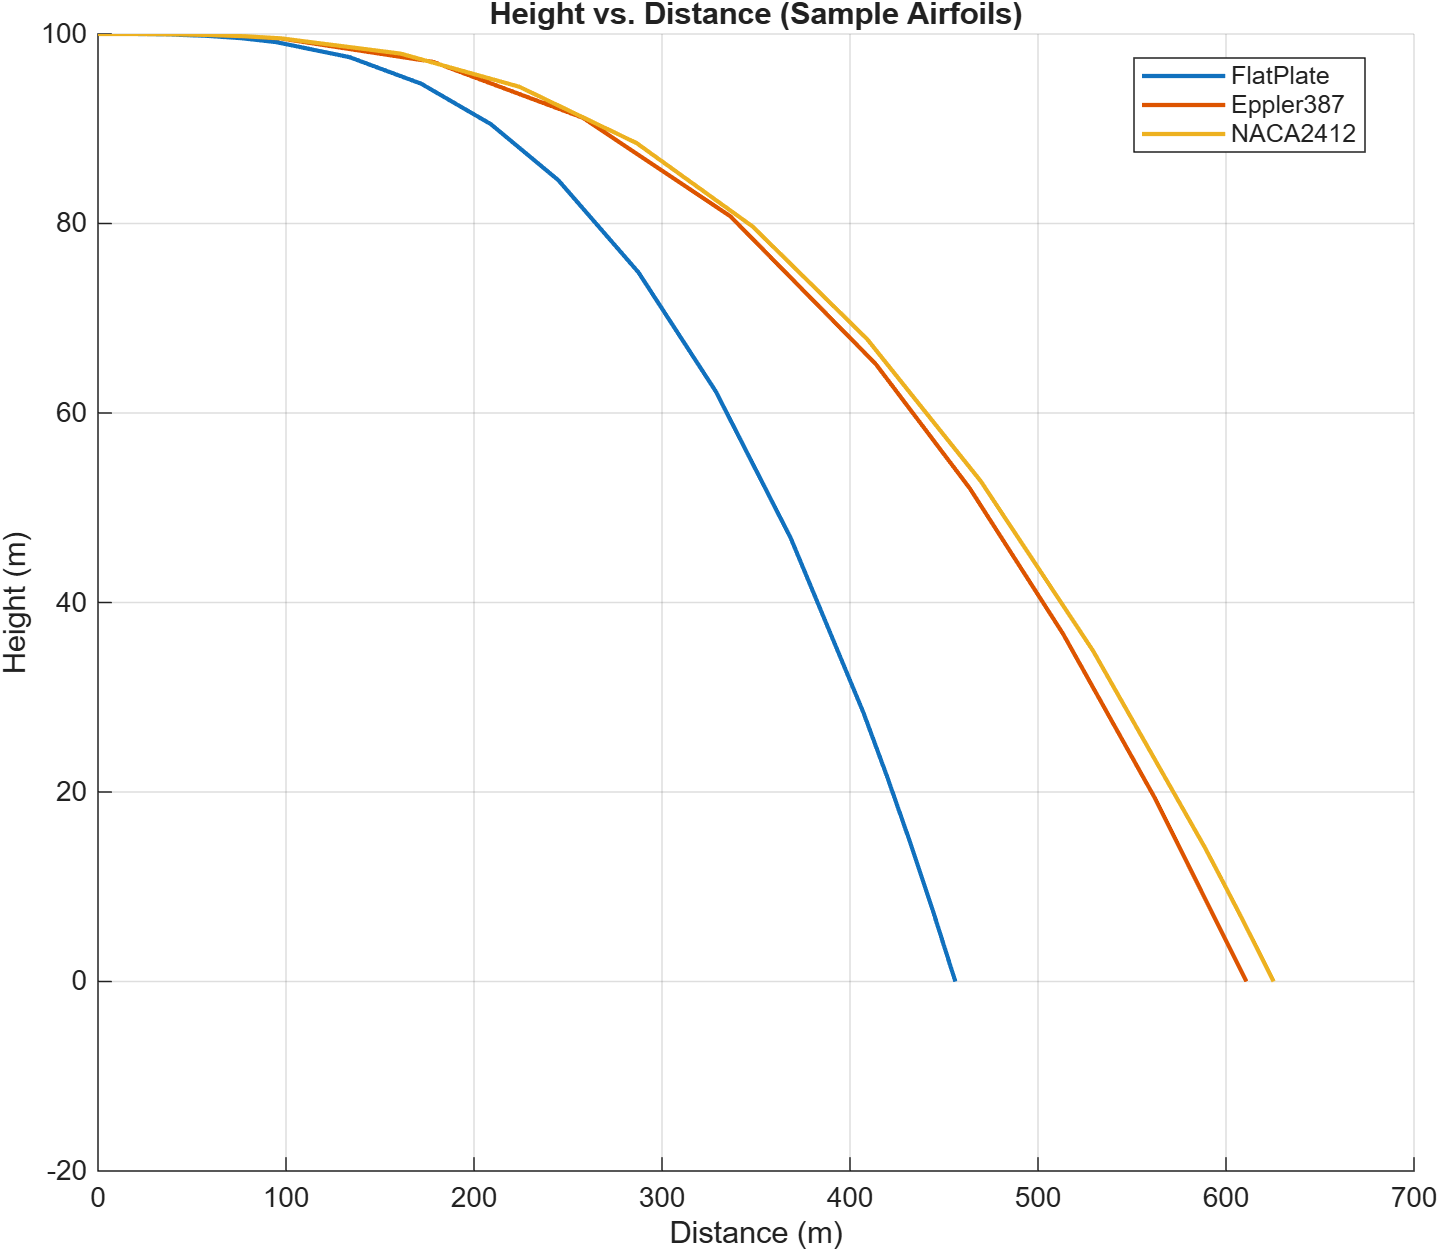 Height vs. Distance (Sample Airfoils)
FlatPlate
Eppler387
NACA2412
Height (m)
100
80
60
40
20
0
-20
0 100 200 300 400 500 600 700
Distance (m)